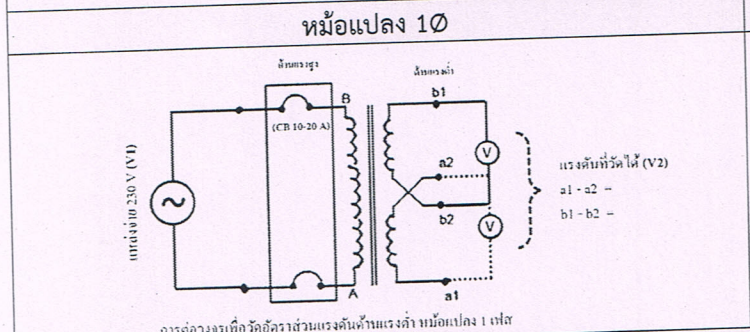 หม้อแปลง 1Ø
ด้านแรงสูง
ด้านแรงต่ำ
b1
B
(CB 10-20 A)
V
a2
แรงดันที่วัดได้ (V2)
แหล่งจ่าย 230 V (V1)
a1 - a2 =
b2
b1 - b2 =
V
A
a1
การต่อวงจรเพื่อวัดอัตราส่วนแรงดันด้านแรงต่ำ หม้อแปลง 1 เฟส